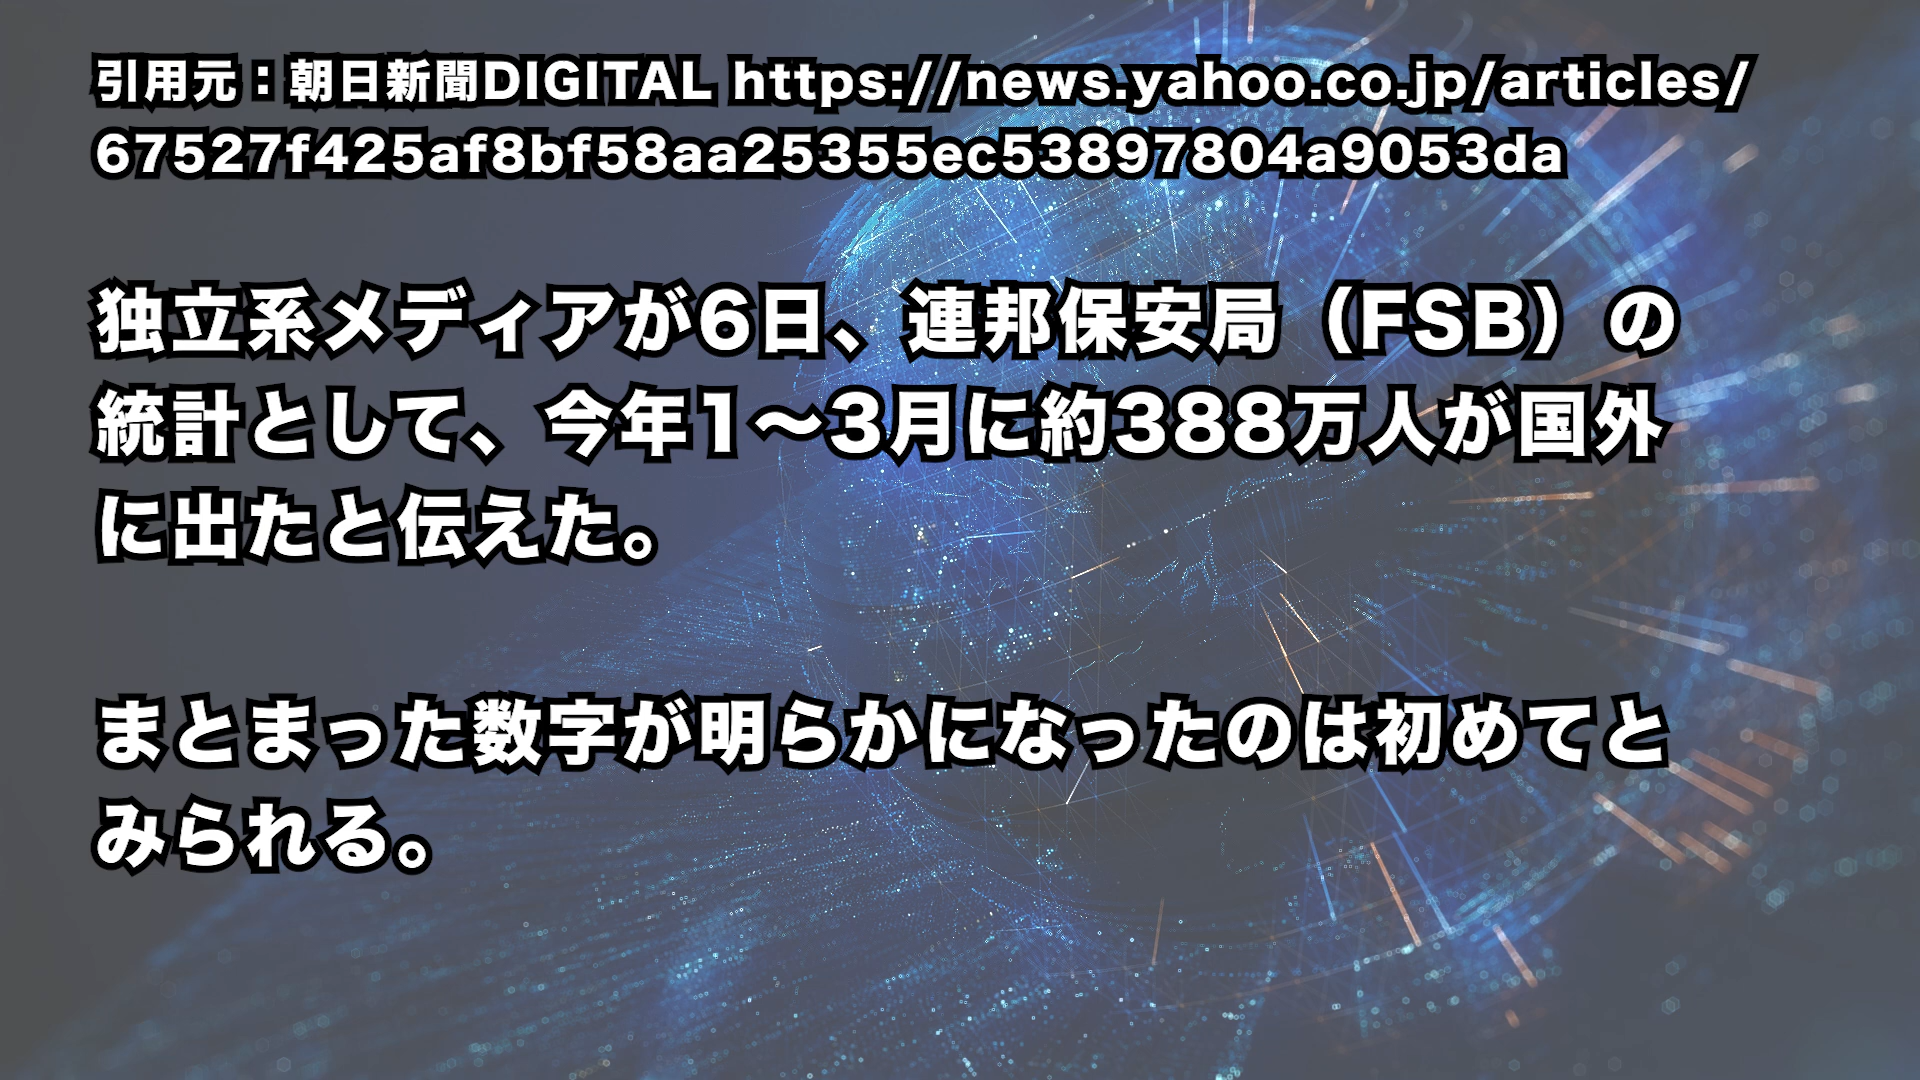 引用元：朝日新聞DIGITAL https://news.yahoo.co.jp/articles/
67527f425af8bf58aa25355ec53897804a9053da
独立系メディアが6日、連邦保安局（FSB）の
統計として、今年1〜3月に約388万人が国外
に出たと伝えた。
まとまった数字が明らかになったのは初めてと
みられる。